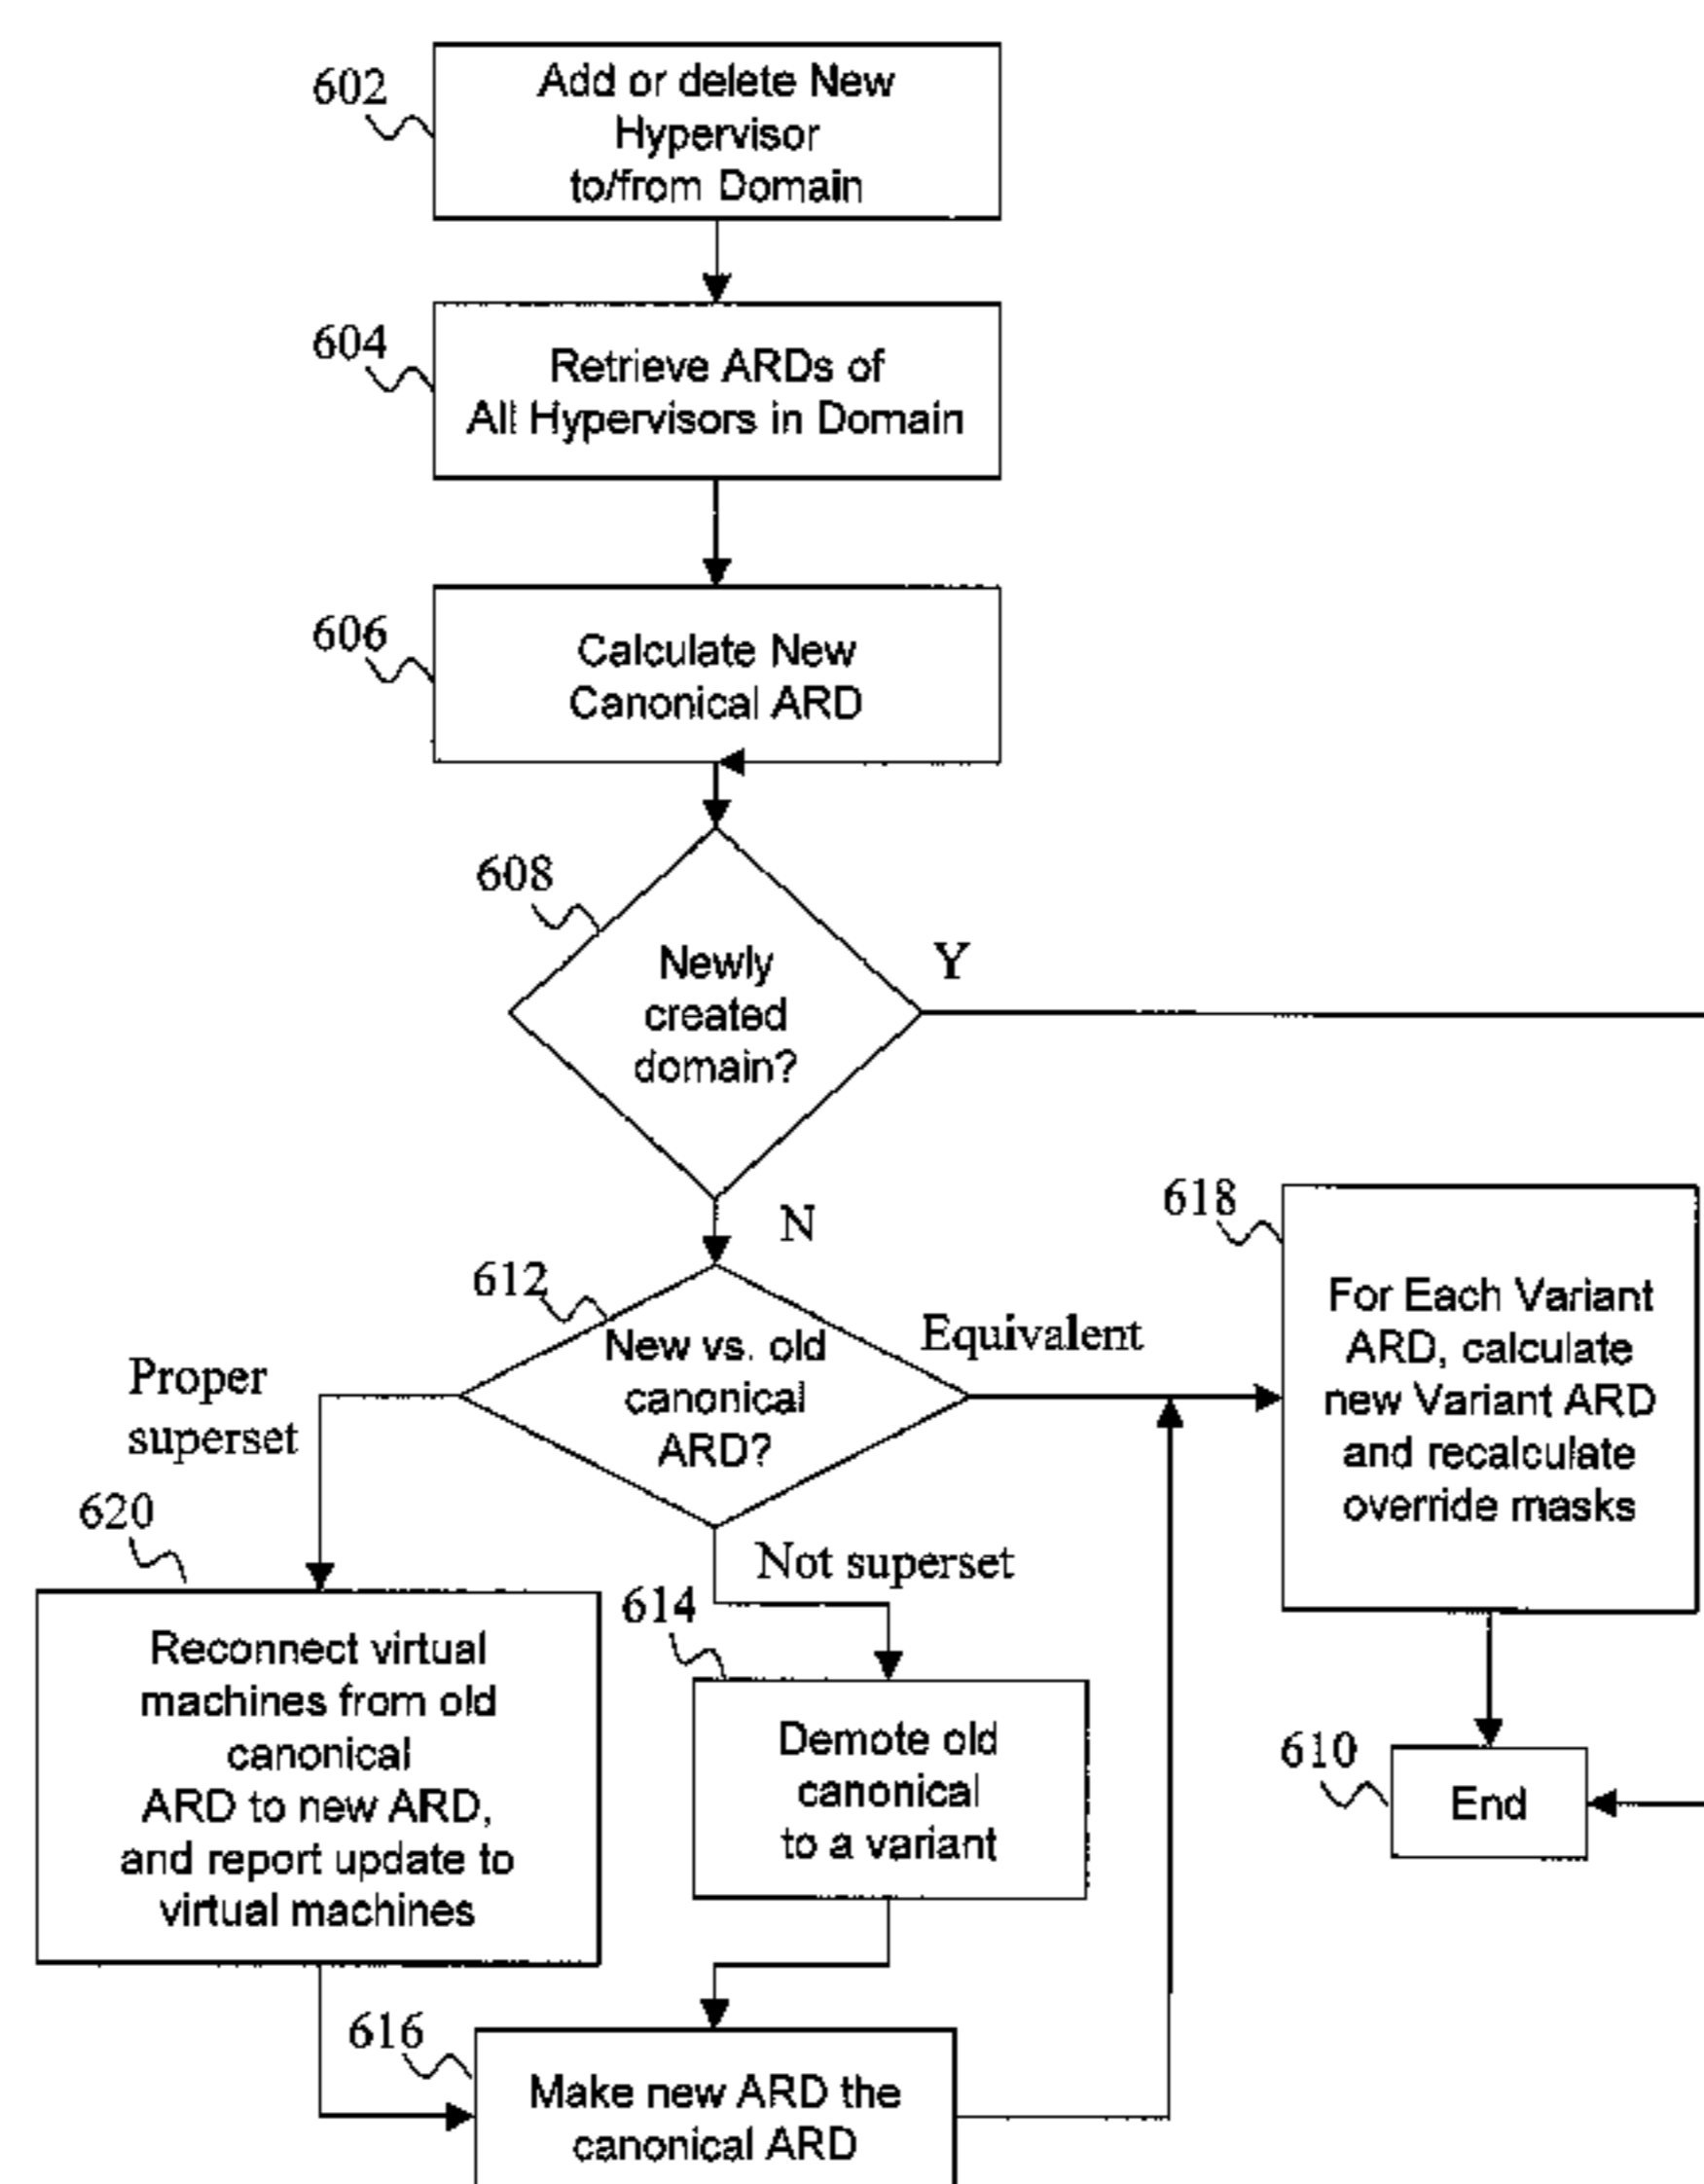 602
Add or delete New
Hypervisor
to/from Domain
604
Retrieve ARDs of
All Hypervisors in Domain
606
Calculate New
Canonical ARD
608
Newly
created
domain?
Y
N
612
New vs. old
canonical
ARD?
Equivalent
Proper
superset
Not superset
618
For Each Variant
ARD, calculate
new Variant ARD
and recalculate
override masks
620
Reconnect virtual
machines from old
canonical
ARD to new ARD,
and report update to
virtual machines
614
Demote old
canonical
to a variant
610
End
616
Make new ARD the
canonical ARD